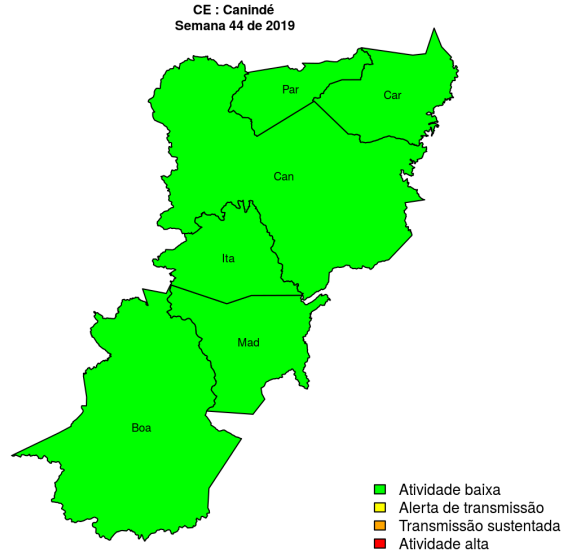 CE : Canindé
Semana 44 de 2019
Par
Car
Can
Ita
Mad
Boa
Atividade baixa
Alerta de transmissão
Transmissão sustentada
Atividade alta